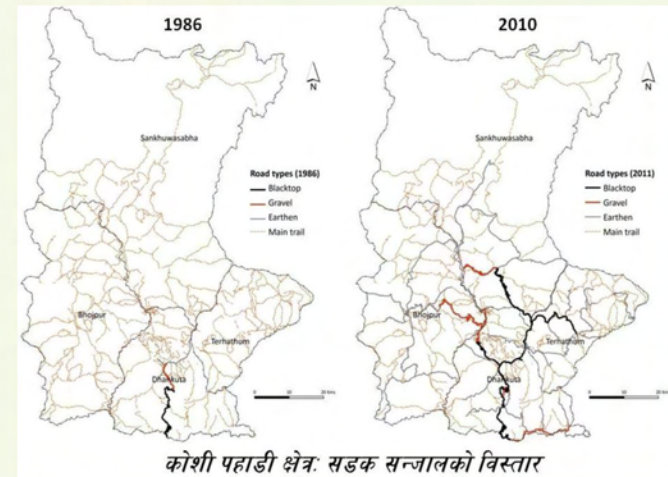 1986
2010
N
N
Sankhuwasabha
Sankhuwasabha
Road types (1986)
Blacktop
Gravel
Earthen
Main trail
Road types (2011)
Blacktop
Gravel
Earthen
Main trail
Bhojpur
Terhathum
Dhankuta
Bhojpur
Terhathum
Dhankuta
कोशी पहाडी क्षेत्र: सडक सन्जालको विस्तार